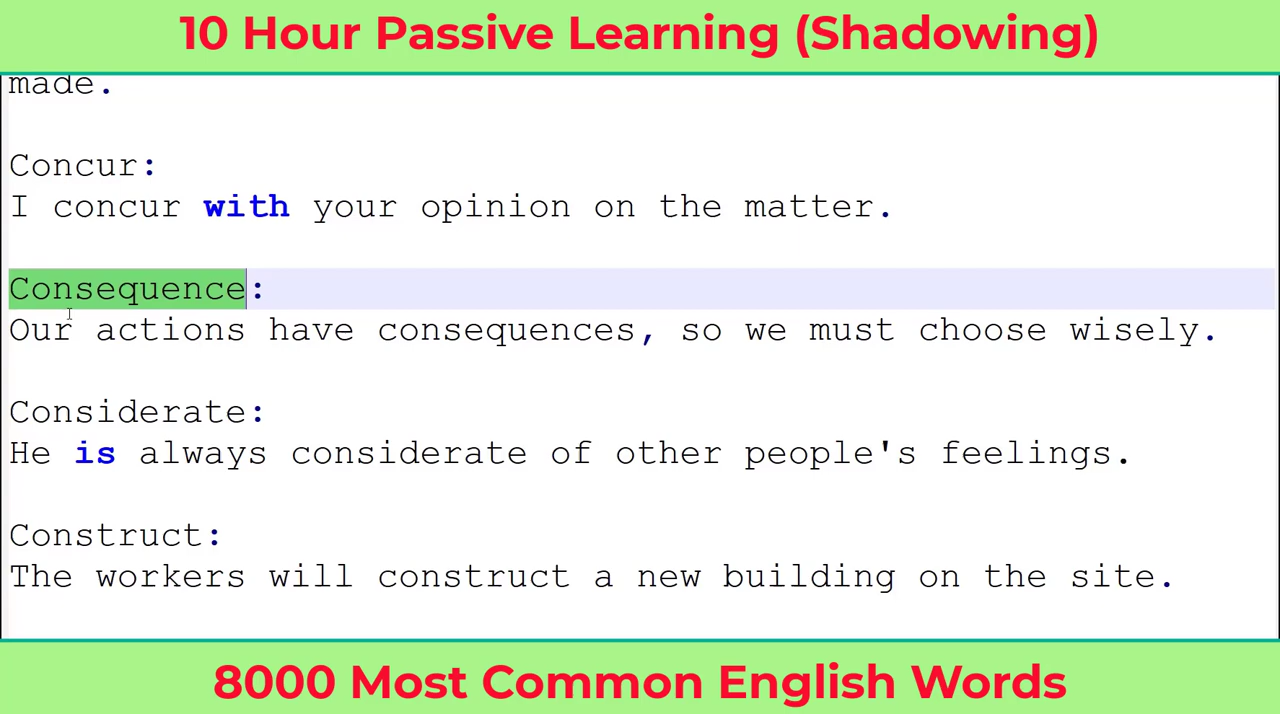 10 Hour Passive Learning (Shadowing)
made.
Concur:
I concur with your opinion on the matter.
Consequence:
Our actions have consequences, so we must choose wisely.
Considerate:
He is always considerate of other people's feelings.
Construct:
The workers will construct a new building on the site.
8000 Most Common English Words